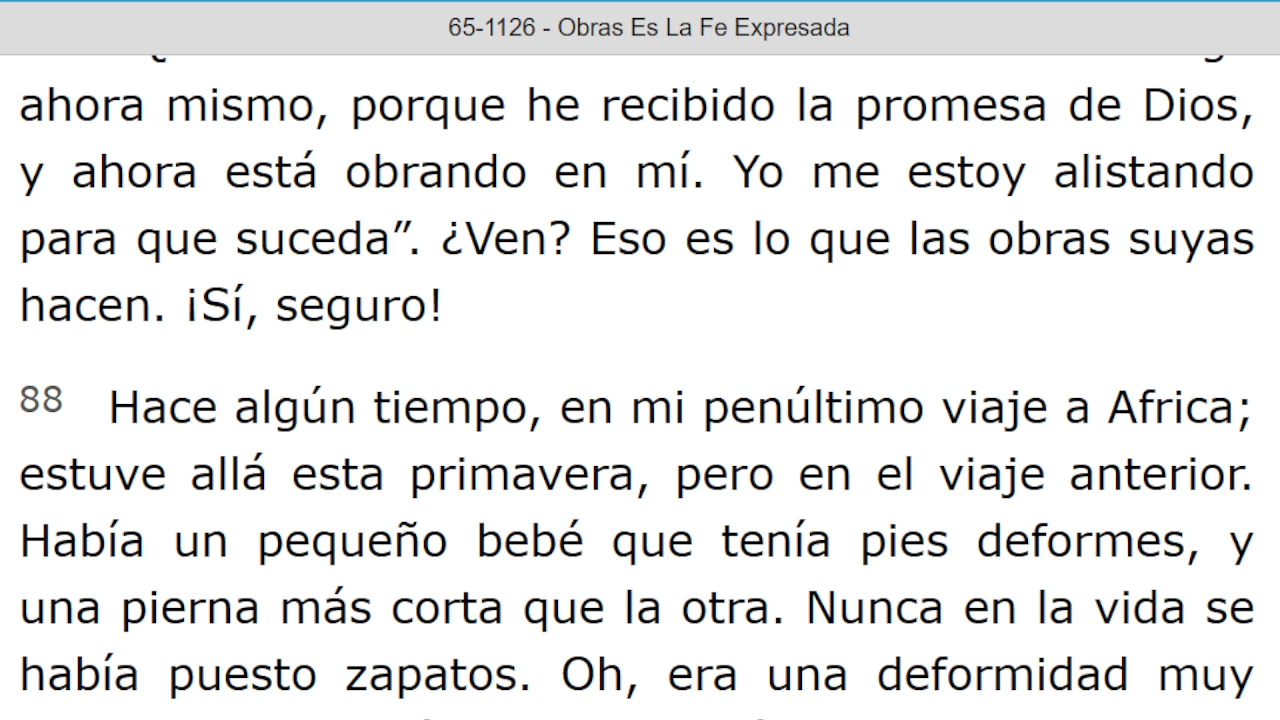 65-1126 - Obras Es La Fe Expresada
ahora mismo, porque he recibido la promesa de Dios,
y ahora está obrando en mí. Yo me estoy alistando
para que suceda”. ¿Ven? Eso es lo que las obras suyas
hacen. ¡Sí, seguro!
88 Hace algún tiempo, en mi penúltimo viaje a Africa;
estuve allá esta primavera, pero en el viaje anterior.
Había un pequeño bebé que tenía pies deformes, y
una pierna más corta que la otra. Nunca en la vida se
había puesto zapatos. Oh, era una deformidad muy